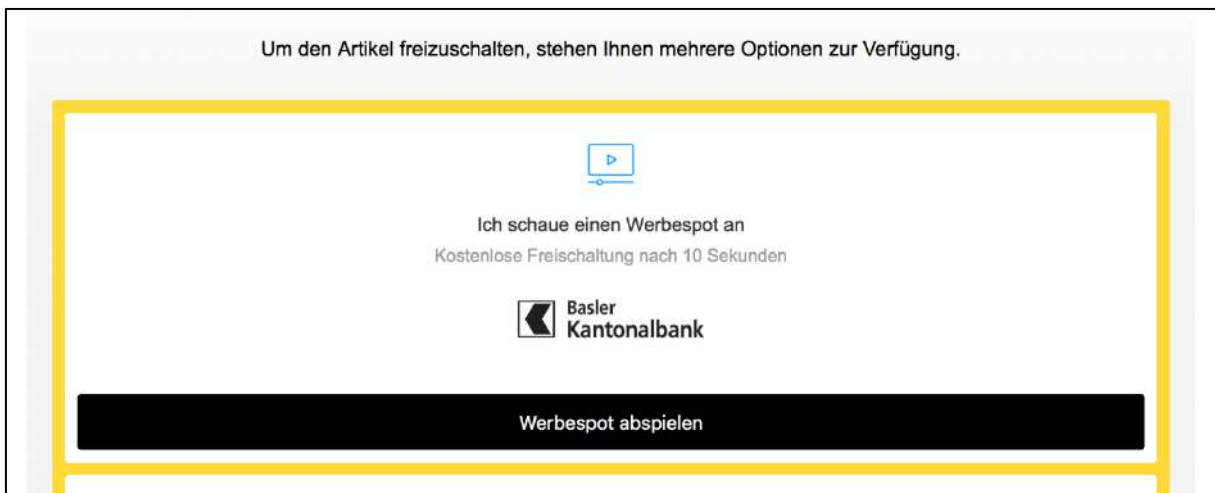 Um den Artikel freizuschalten, stehen Ihnen mehrere Optionen zur Verfügung.
Ich schaue einen Werbespot an
Kostenlose Freischaltung nach 10 Sekunden
Basler
Kantonalbank
Werbespot abspielen